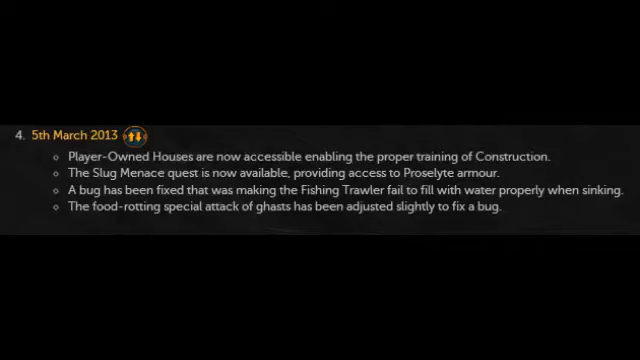 4. 5th March 2013
Player-Owned Houses are now accessible enabling the proper training of Construction.
The Slug Menace quest is now available, providing access to Proselyte armour.
A bug has been fixed that was making the Fishing Trawler fail to fill with water properly when sinking.
The food-rotting special attack of ghasts has been adjusted slightly to fix a bug.